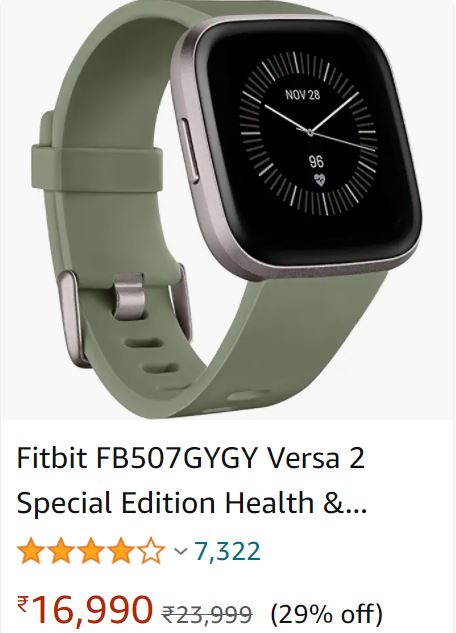 NOV 28
96
Fitbit FB507GYGY Versa 2
Special Edition Health &...
7,322
₹16,990 ₹23,999 (29% off)